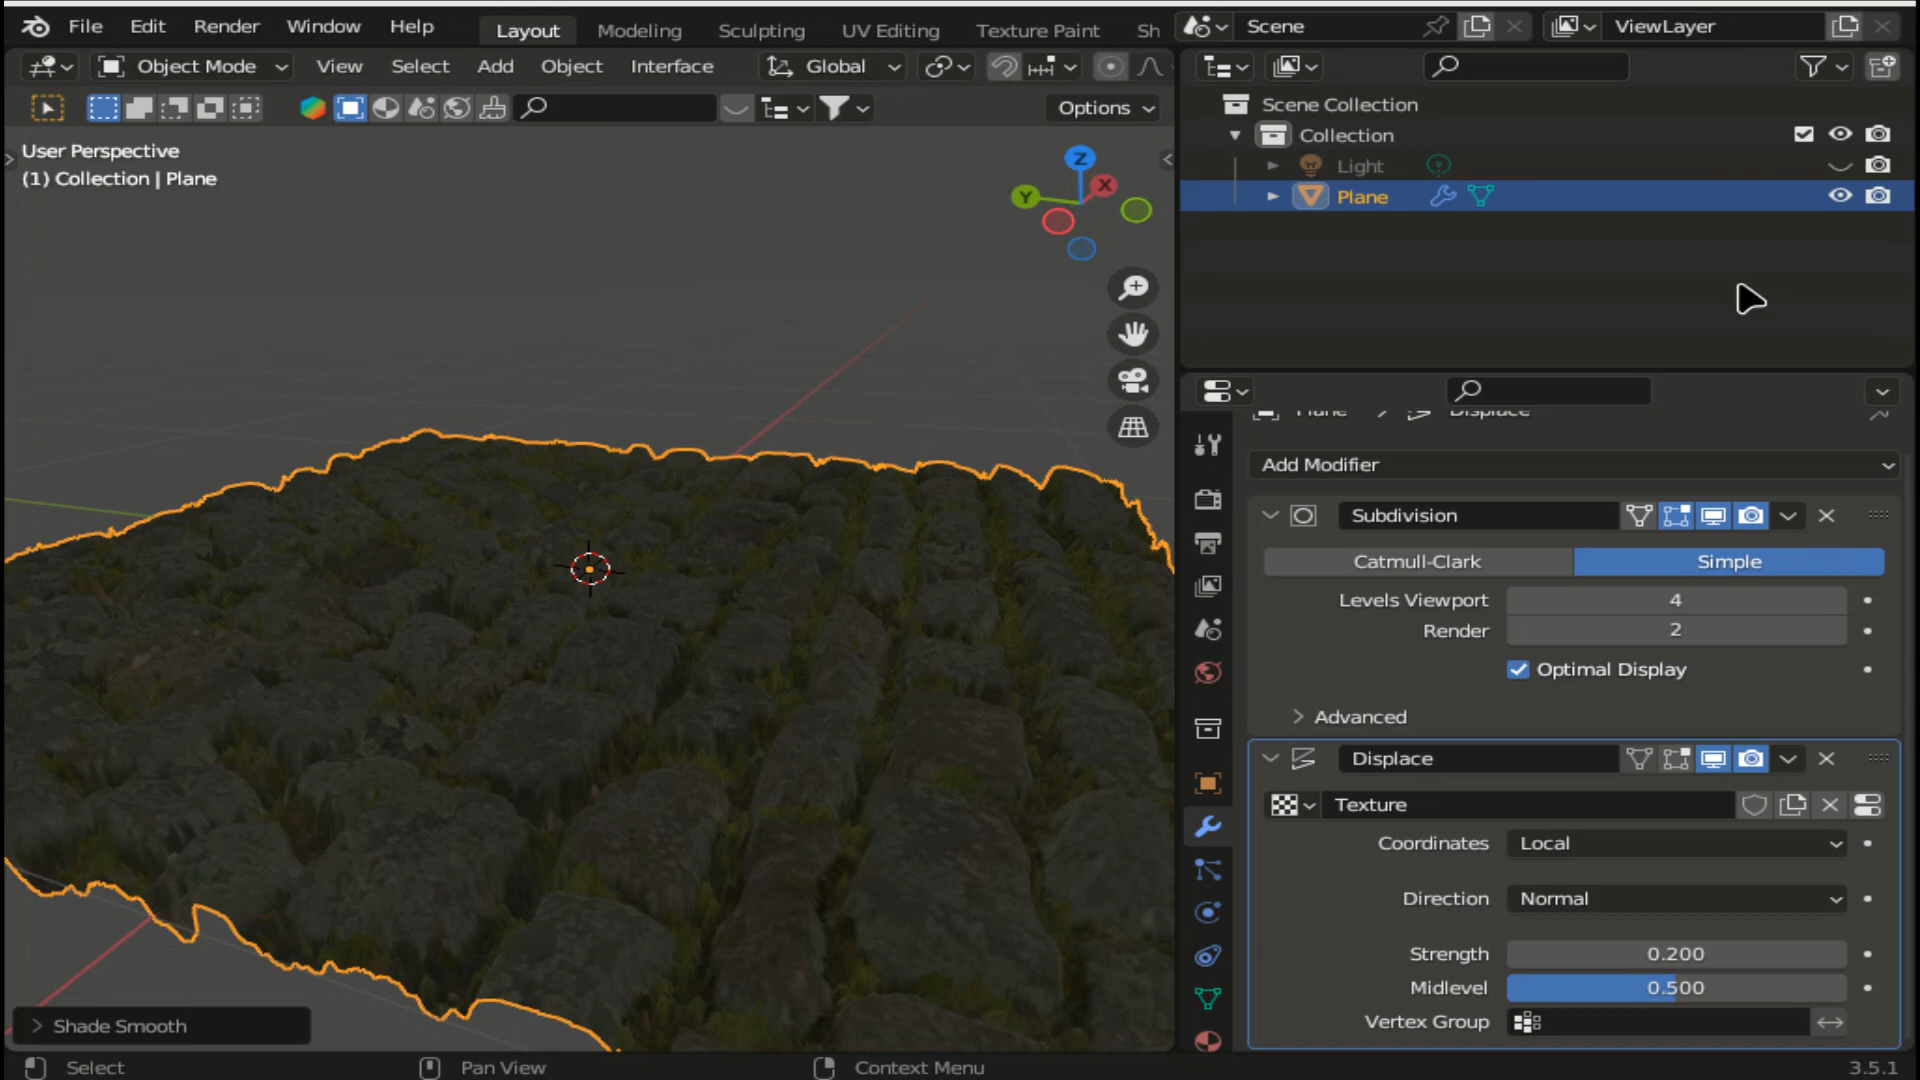 File Edit Render Window Help Layout Modeling Sculpting UV Editing Texture Paint Sh Scene ViewLayer
Object Mode View Select Add Object Interface Global
Options
User Perspective
(1) Collection | Plane
Z
Y
X
Scene Collection
Collection
Light
Plane
Plane > Displace
Add Modifier
Subdivision
Catmull-Clark Simple
Levels Viewport 4
Render 2
Optimal Display
Advanced
Displace
Texture
Coordinates Local
Direction Normal
Strength 0.200
Midlevel 0.500
Vertex Group
Shade Smooth
Select Pan View Context Menu 3.5.1